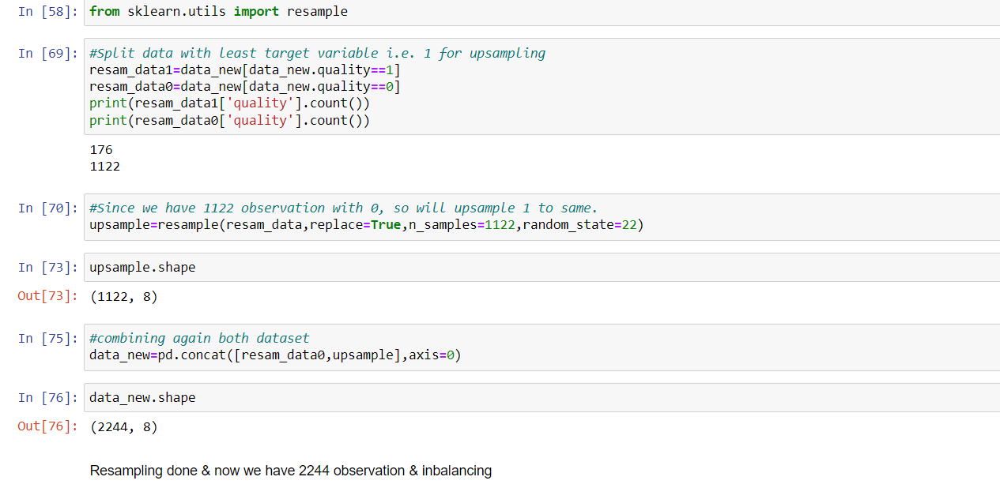 In [58]: from sklearn.utils import resample
In [69]: #Split data with least target variable i.e. 1 for upsampling
resam_data1=data_new[data_new.quality==1]
resam_data0=data_new[data_new.quality==0]
print(resam_data1['quality'].count())
print(resam_data0['quality'].count())
176
1122
In [70]: #Since we have 1122 observation with 0, so will upsample 1 to same.
upsample=resample(resam_data,replace=True,n_samples=1122,random_state=22)
In [73]: upsample.shape
Out[73]: (1122, 8)
In [75]: #combining again both dataset
data_new=pd.concat([resam_data0,upsample],axis=0)
In [76]: data_new.shape
Out[76]: (2244, 8)
Resampling done & now we have 2244 observation & inbalancing